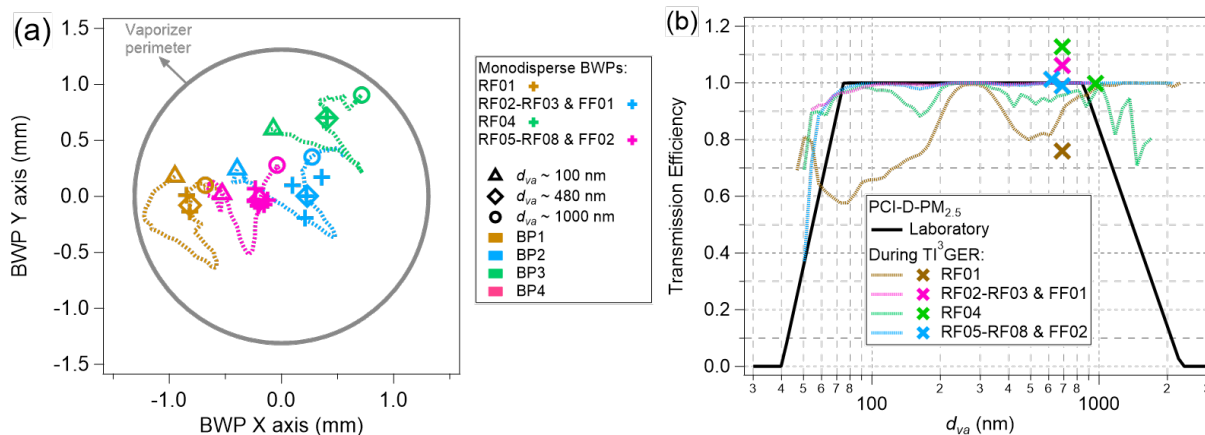 (a)
1.5
1.0
0.5
0.0
-0.5
-1.0
-1.5
BWP Y axis (mm)
-1.0
0.0
1.0
BWP X axis (mm)
Vaporizer
perimeter
Monodisperse BWPs:
RF01
RF02-RF03 & FF01
RF04
RF05-RF08 & FF02
dva ~ 100 nm
dva ~ 480 nm
dva ~ 1000 nm
BP1
BP2
BP3
BP4
(b)
1.2
1.0
0.8
0.6
0.4
0.2
0.0
Transmission Efficiency
3 4 5 6 7 8 2 3 4 5 6 7 8 2 3
100 1000
dva (nm)
PCI-D-PM2.5
Laboratory
During TI3GER:
RF01
RF02-RF03 & FF01
RF04
RF05-RF08 & FF02